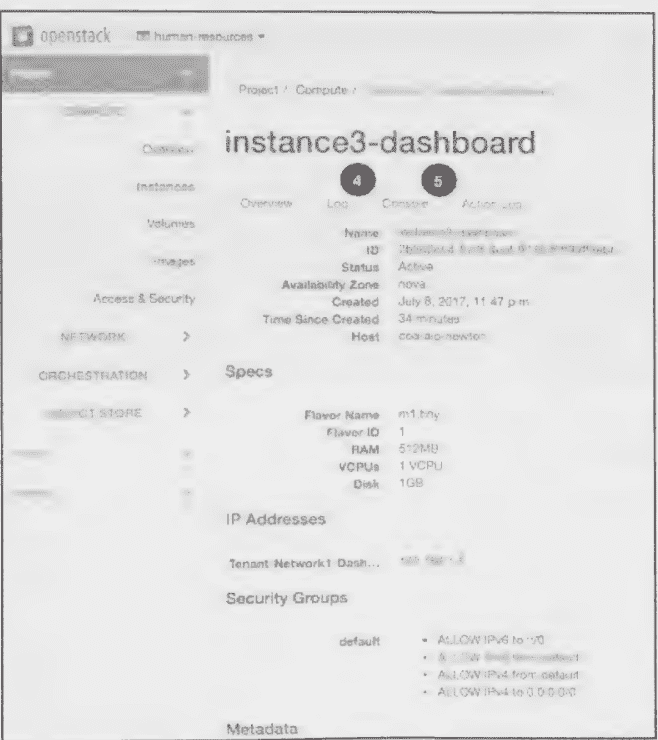 openstack human-resources
Project / Compute /
instance3-dashboard
4 5
Overview Log Console Action Log
Overview
Instances
Volumes
Images
Access & Security
NETWORK >
ORCHESTRATION >
STORE >
Name
ID
Status Active
Availability Zone nova
Created July 8, 2017, 11:47 p.m.
Time Since Created 34 minutes
Host
Specs
Flavor Name m1.tiny
Flavor ID 1
RAM 512MB
VCPUs 1 VCPU
Disk 1GB
IP Addresses
Tenant Network1 Dash...
Security Groups
default
• ALLOW IPv6 to ::/0
• ALLOW
• ALLOW IPv4 from default
• ALLOW IPv4 to 0.0.0.0/0
Metadata